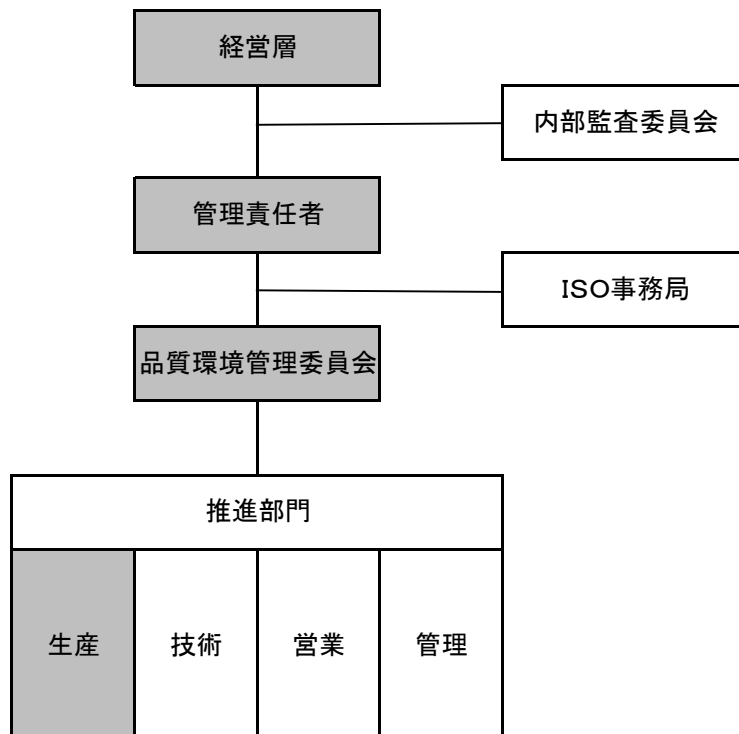 経営層
内部監査委員会
管理責任者
ISO事務局
品質環境管理委員会
推進部門
生産
技術
営業
管理